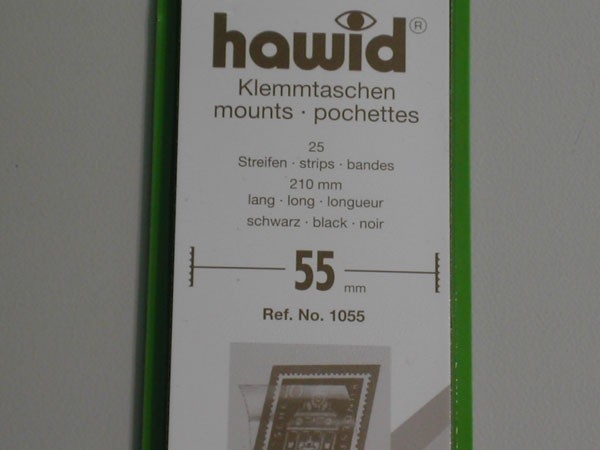 hawid®
Klemmtaschen
mounts · pochettes
25
Streifen · strips · bandes
210 mm
lang · long · longueur
schwarz · black · noir
55 mm
Ref. No. 1055